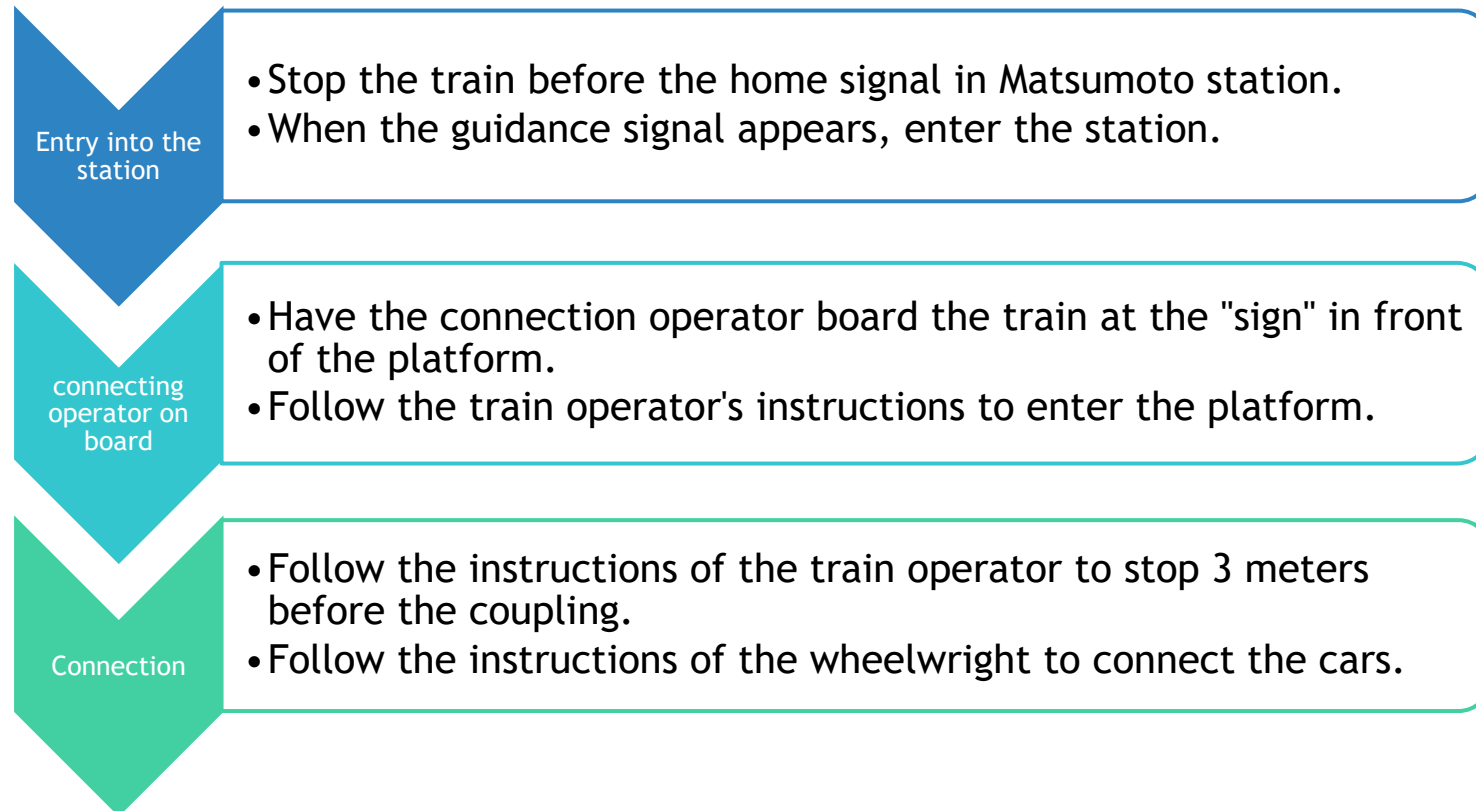 Entry into the
station
•Stop the train before the home signal in Matsumoto station.
•When the guidance signal appears, enter the station.
connecting
operator on
board
•Have the connection operator board the train at the "sign" in front
of the platform.
•Follow the train operator's instructions to enter the platform.
Connection
•Follow the instructions of the train operator to stop 3 meters
before the coupling.
•Follow the instructions of the wheelwright to connect the cars.